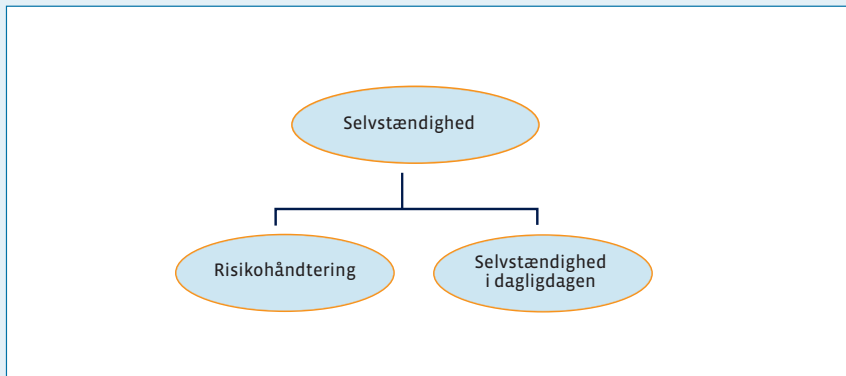 Selvstændighed
Risikohåndtering
Selvstændighed
i dagligdagen